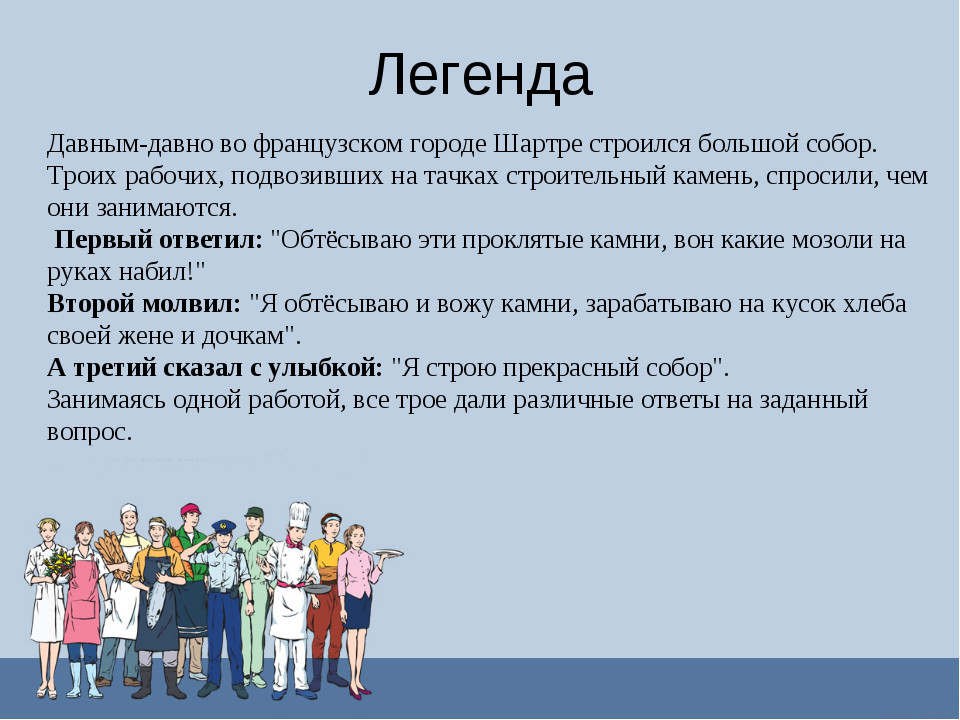 Легенда
Давным-давно во французском городе Шартре строился большой собор.
Троих рабочих, подвозивших на тачках строительный камень, спросили, чем
они занимаются.
Первый ответил: "Обтёсываю эти проклятые камни, вон какие мозоли на
руках набил!"
Второй молвил: "Я обтёсываю и вожу камни, зарабатываю на кусок хлеба
своей жене и дочкам".
А третий сказал с улыбкой: "Я строю прекрасный собор".
Занимаясь одной работой, все трое дали различные ответы на заданный
вопрос.